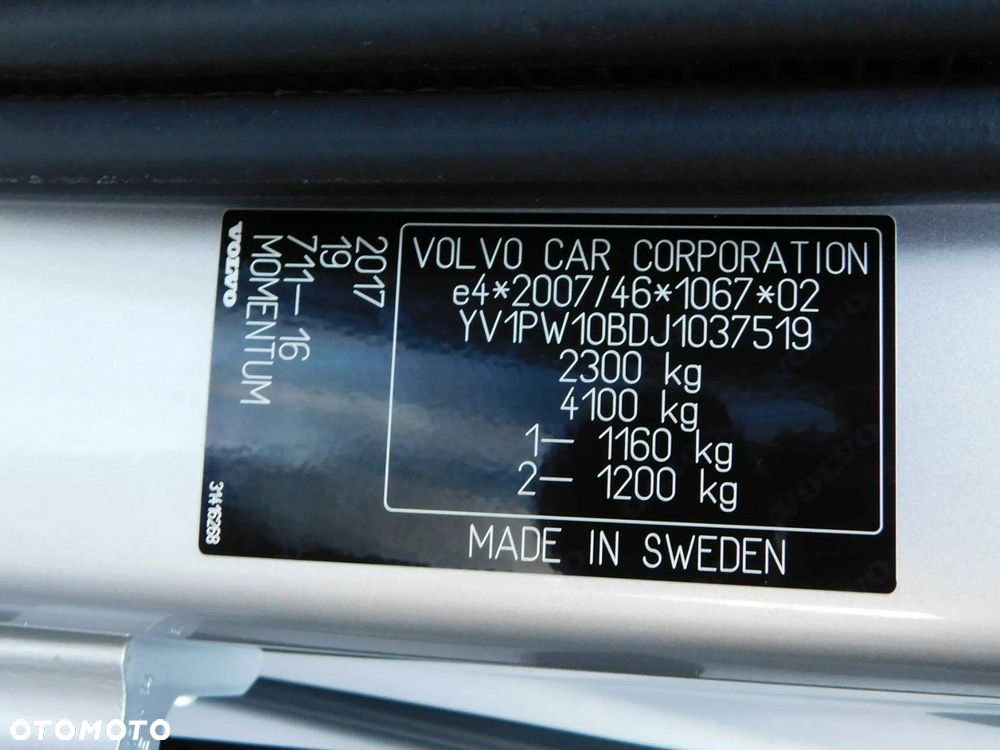 VOLVO CAR CORPORATION
e4*2007/46*1067*02
YV1PW10BDJ1037519
2300 kg
4100 kg
1— 1160 kg
2— 1200 kg
MADE IN SWEDEN
2017
19
711—16
MOMENTUM
VOLVO
31416268
OTOMOTO